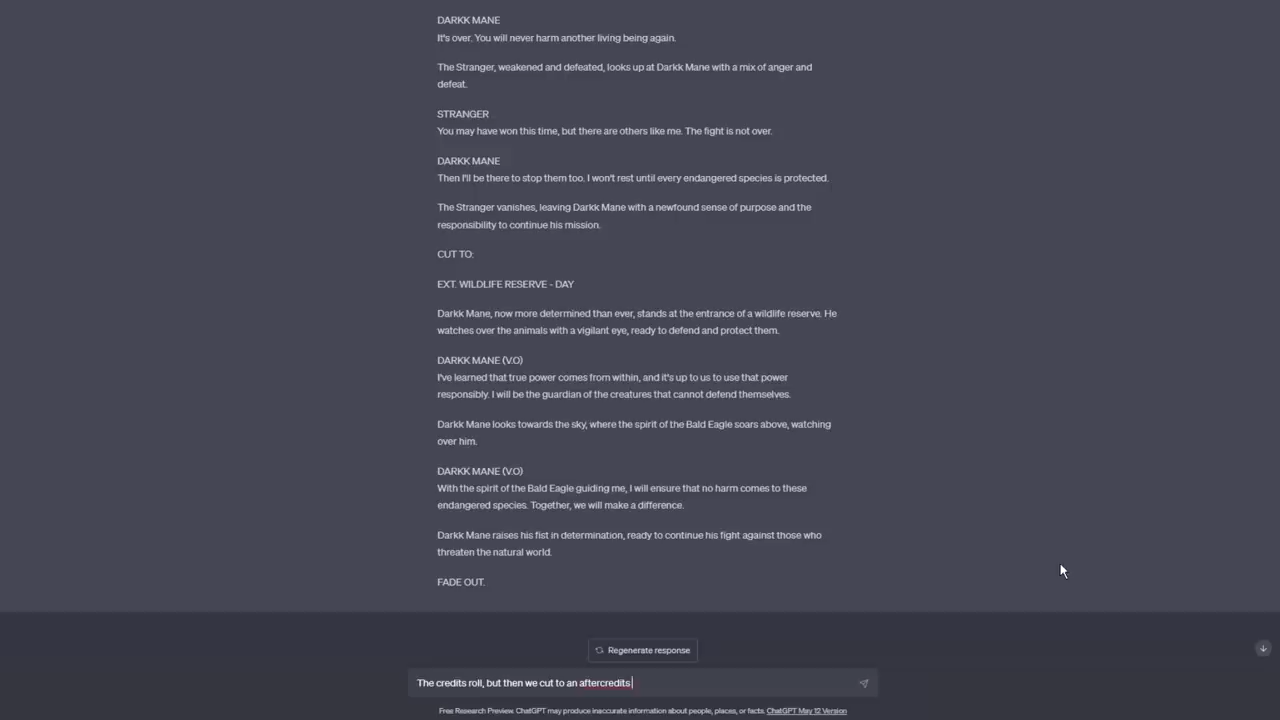 DARKK MANE
It's over. You will never harm another living being again.
The Stranger, weakened and defeated, looks up at Darkk Mane with a mix of anger and
defeat.
STRANGER
You may have won this time, but there are others like me. The fight is not over.
DARKK MANE
Then I'll be there to stop them too. I won't rest until every endangered species is protected.
The Stranger vanishes, leaving Darkk Mane with a newfound sense of purpose and the
responsibility to continue his mission.
CUT TO:
EXT. WILDLIFE RESERVE - DAY
Darkk Mane, now more determined than ever, stands at the entrance of a wildlife reserve. He
watches over the animals with a vigilant eye, ready to defend and protect them.
DARKK MANE (V.O)
I've learned that true power comes from within, and it's up to us to use that power
responsibly. I will be the guardian of the creatures that cannot defend themselves.
Darkk Mane looks towards the sky, where the spirit of the Bald Eagle soars above, watching
over him.
DARKK MANE (V.O)
With the spirit of the Bald Eagle guiding me, I will ensure that no harm comes to these
endangered species. Together, we will make a difference.
Darkk Mane raises his fist in determination, ready to continue his fight against those who
threaten the natural world.
FADE OUT.
Regenerate response
The credits roll, but then we cut to an aftercredits
Free Research Preview. ChatGPT may produce inaccurate information about people, places, or facts. ChatGPT May 12 Version